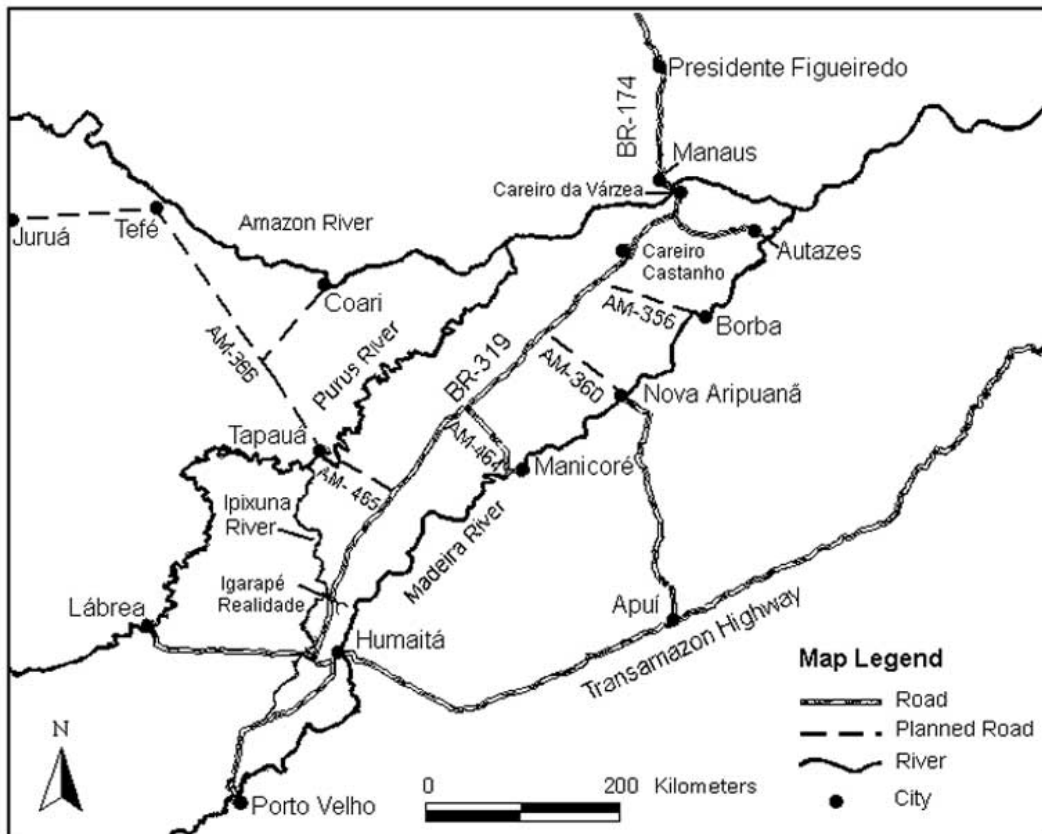 Presidente Figueiredo
BR-174
Manaus
Careiro da Várzea
Tefé
Amazon River
Juruá
Autazes
Careiro
Castanho
Coari
AM-356
Borba
AM-366
Purus River
BR-319
AM-360
Nova Aripuanã
Tapauá
AM-464
Manicoré
AM-465
Ipixuna
River
Madeira River
Igarapé
Realidade
Lábrea
Apuí
Humaitá
Transamazon Highway
Map Legend
Road
Planned Road
River
City
N
0 200 Kilometers
Porto Velho